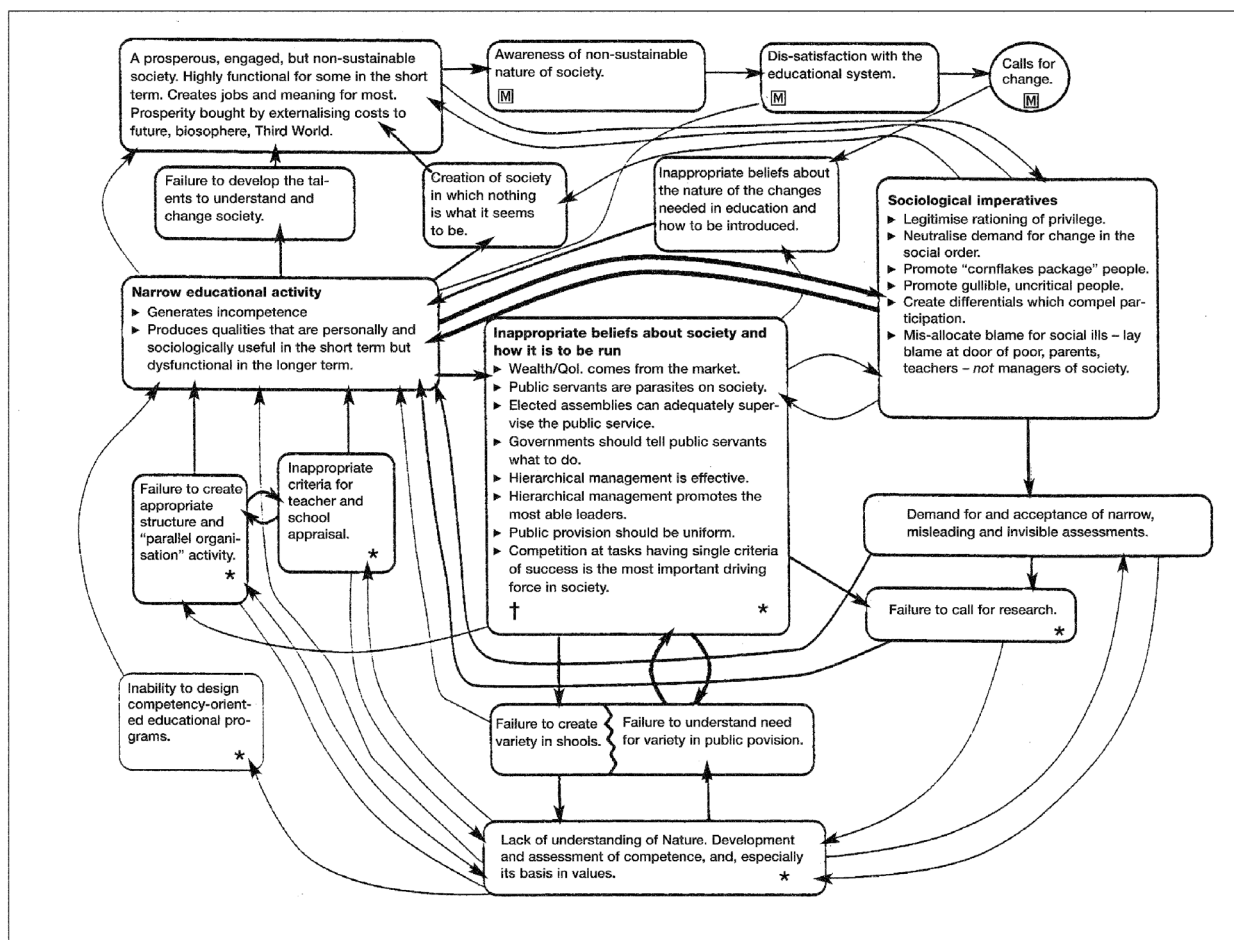 A prosperous, engaged, but non-sustainable
society. Highly functional for some in the short
term. Creates jobs and meaning for most.
Prosperity bought by externalising costs to
future, biosphere, Third World.
Awareness of non-sustainable
nature of society.
M
Dis-satisfaction with the
educational system.
M
Calls for
change.
M
Failure to develop the tal-
ents to understand and
change society.
Creation of society
in which nothing
is what it seems
to be.
Inappropriate beliefs about
the nature of the changes
needed in education and
how to be introduced.
Sociological imperatives
► Legitimise rationing of privilege.
► Neutralise demand for change in the
social order.
► Promote “cornflakes package” people.
► Promote gullible, uncritical people.
► Create differentials which compel par-
ticipation.
► Mis-allocate blame for social ills – lay
blame at door of poor, parents,
teachers – not managers of society.
Narrow educational activity
► Generates incompetence
► Produces qualities that are personally and
sociologically useful in the short term but
dysfunctional in the longer term.
Inappropriate beliefs about society and
how it is to be run
► Wealth/Qol. comes from the market.
► Public servants are parasites on society.
► Elected assemblies can adequately super-
vise the public service.
► Governments should tell public servants
what to do.
► Hierarchical management is effective.
► Hierarchical management promotes the
most able leaders.
► Public provision should be uniform.
► Competition at tasks having single criteria
of success is the most important driving
force in society.
† *
Failure to create
appropriate
structure and
“parallel organi-
sation” activity.
*
Inappropriate
criteria for
teacher and
school
appraisal.
*
Demand for and acceptance of narrow,
misleading and invisible assessments.
Failure to call for research.
*
Inability to design
competency-orient-
ed educational pro-
grams.
*
Failure to create
variety in shools.
Failure to understand need
for variety in public povision.
Lack of understanding of Nature. Development
and assessment of competence, and, especially
its basis in values.
*